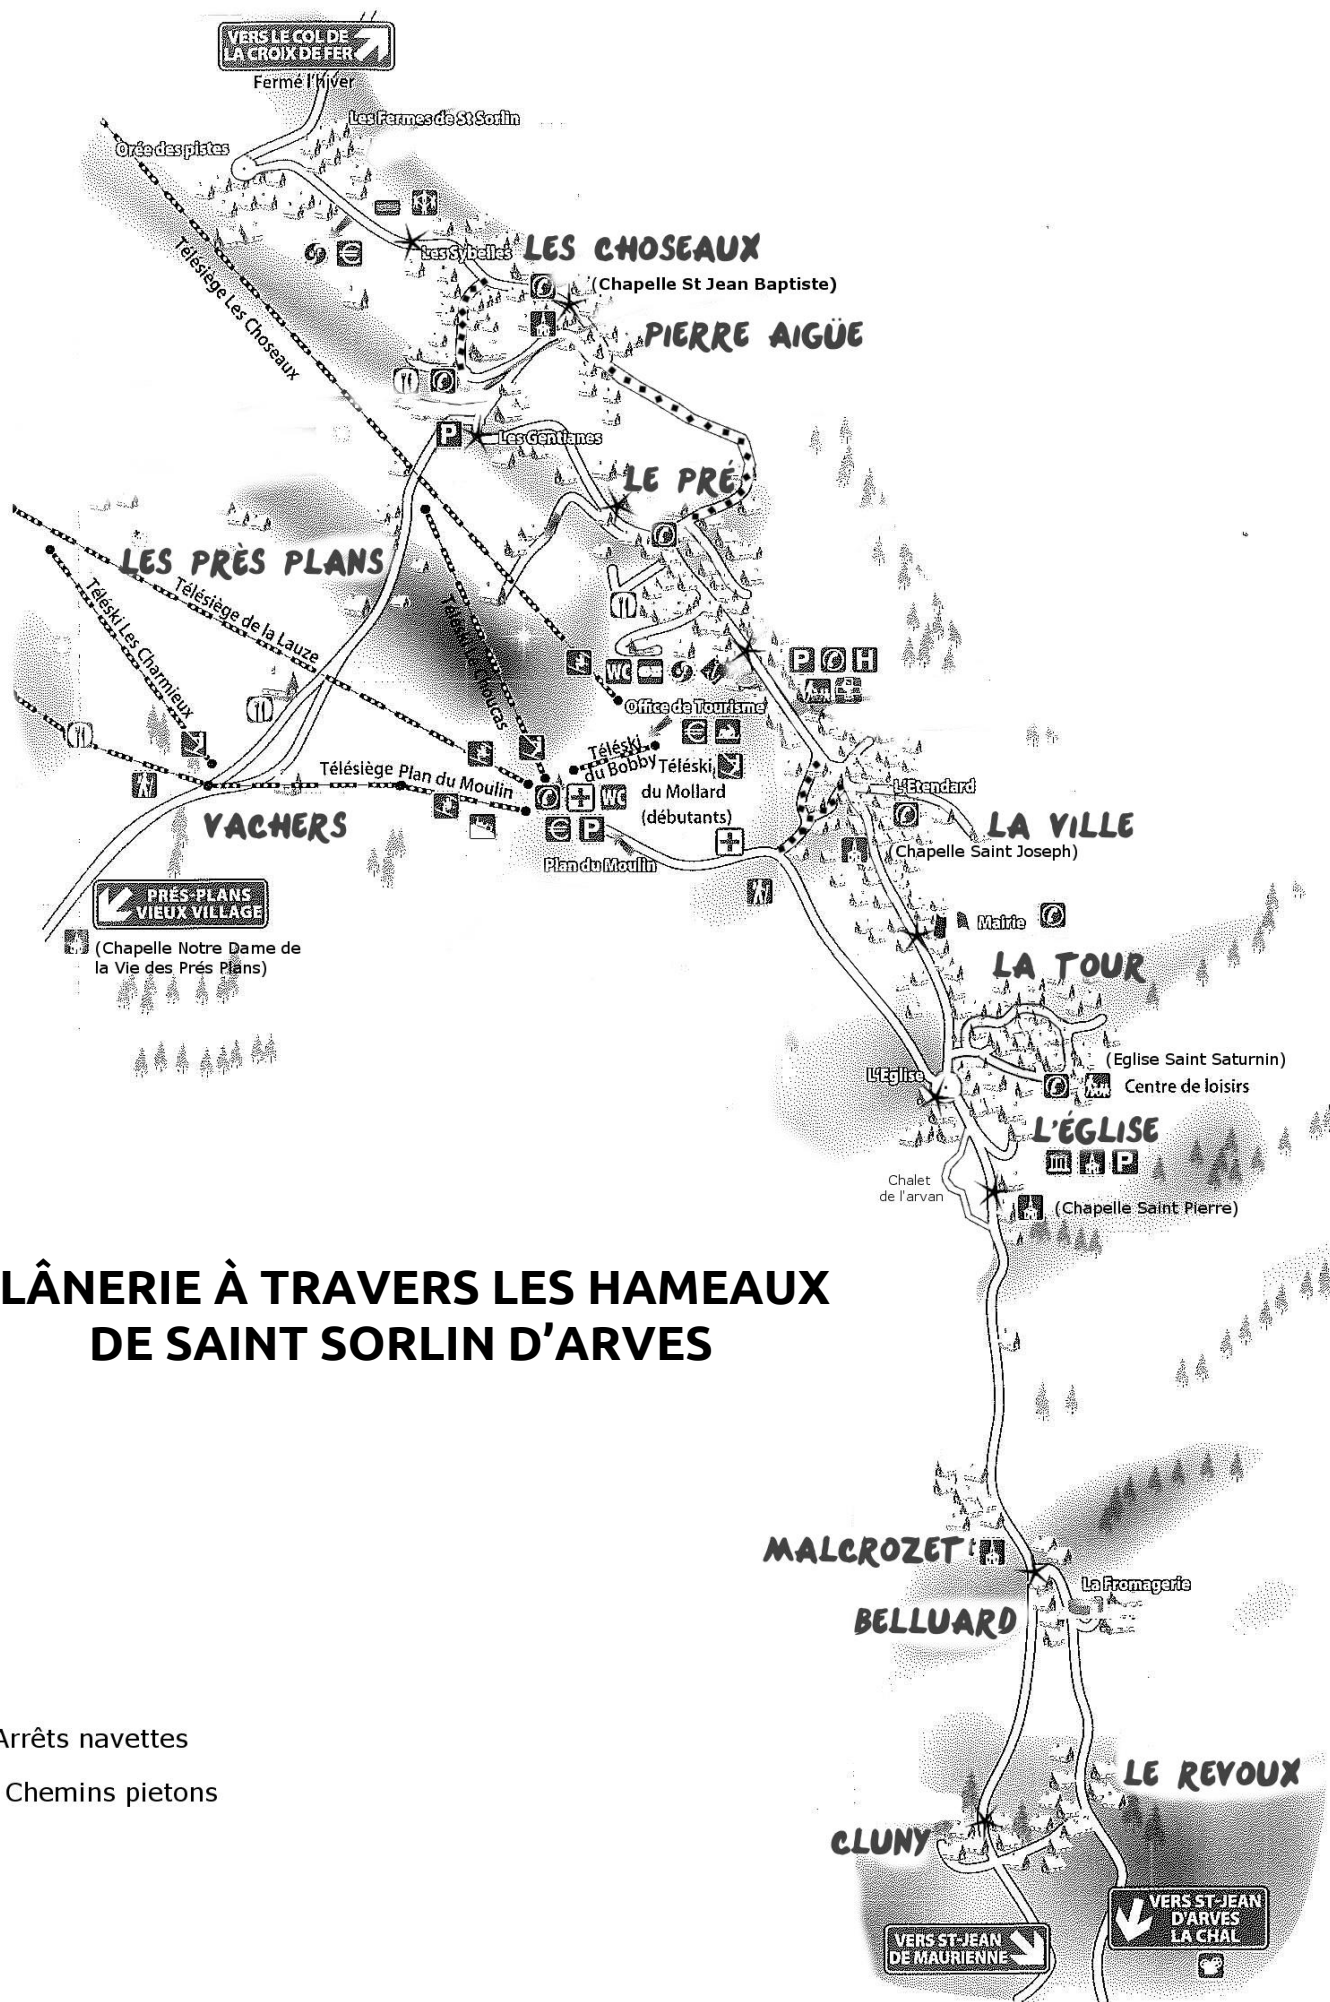 VERS LE COL DE
LA CROIX DE FER
Fermé l'hiver
Les Fermes de St Sorlin
Orée des pistes
Les Sybelles
LES CHOSEAUX
(Chapelle St Jean Baptiste)
PIERRE AIGÜE
Télésiège Les Choseaux
P
Les Gentianes
LE PRÉ
LES PRÈS PLANS
Télésiège de la Lauze
Téléski Les Charmieux
Téléski Le Choucas
WC
P
H
Office de Tourisme
€
€
Téléski
du Bobby
Téléski
du Mollard
(débutants)
Télésiège Plan du Moulin
WC
€
P
Plan du Moulin
L'Etendard
VACHERS
LA VILLE
(Chapelle Saint Joseph)
PRÉS-PLANS
VIEUX VILLAGE
(Chapelle Notre Dame de
la Vie des Prés Plans)
Mairie
LA TOUR
(Eglise Saint Saturnin)
Centre de loisirs
L'Eglise
L'ÉGLISE
P
Chalet
de l'arvan
(Chapelle Saint Pierre)
LÂNERIE À TRAVERS LES HAMEAUX
DE SAINT SORLIN D'ARVES
MALCROZET
La Fromagerie
BELLUARD
Arrêts navettes
Chemins pietons
LE REVOUX
CLUNY
VERS ST-JEAN
D'ARVES
LA CHAL
VERS ST-JEAN
DE MAURIENNE